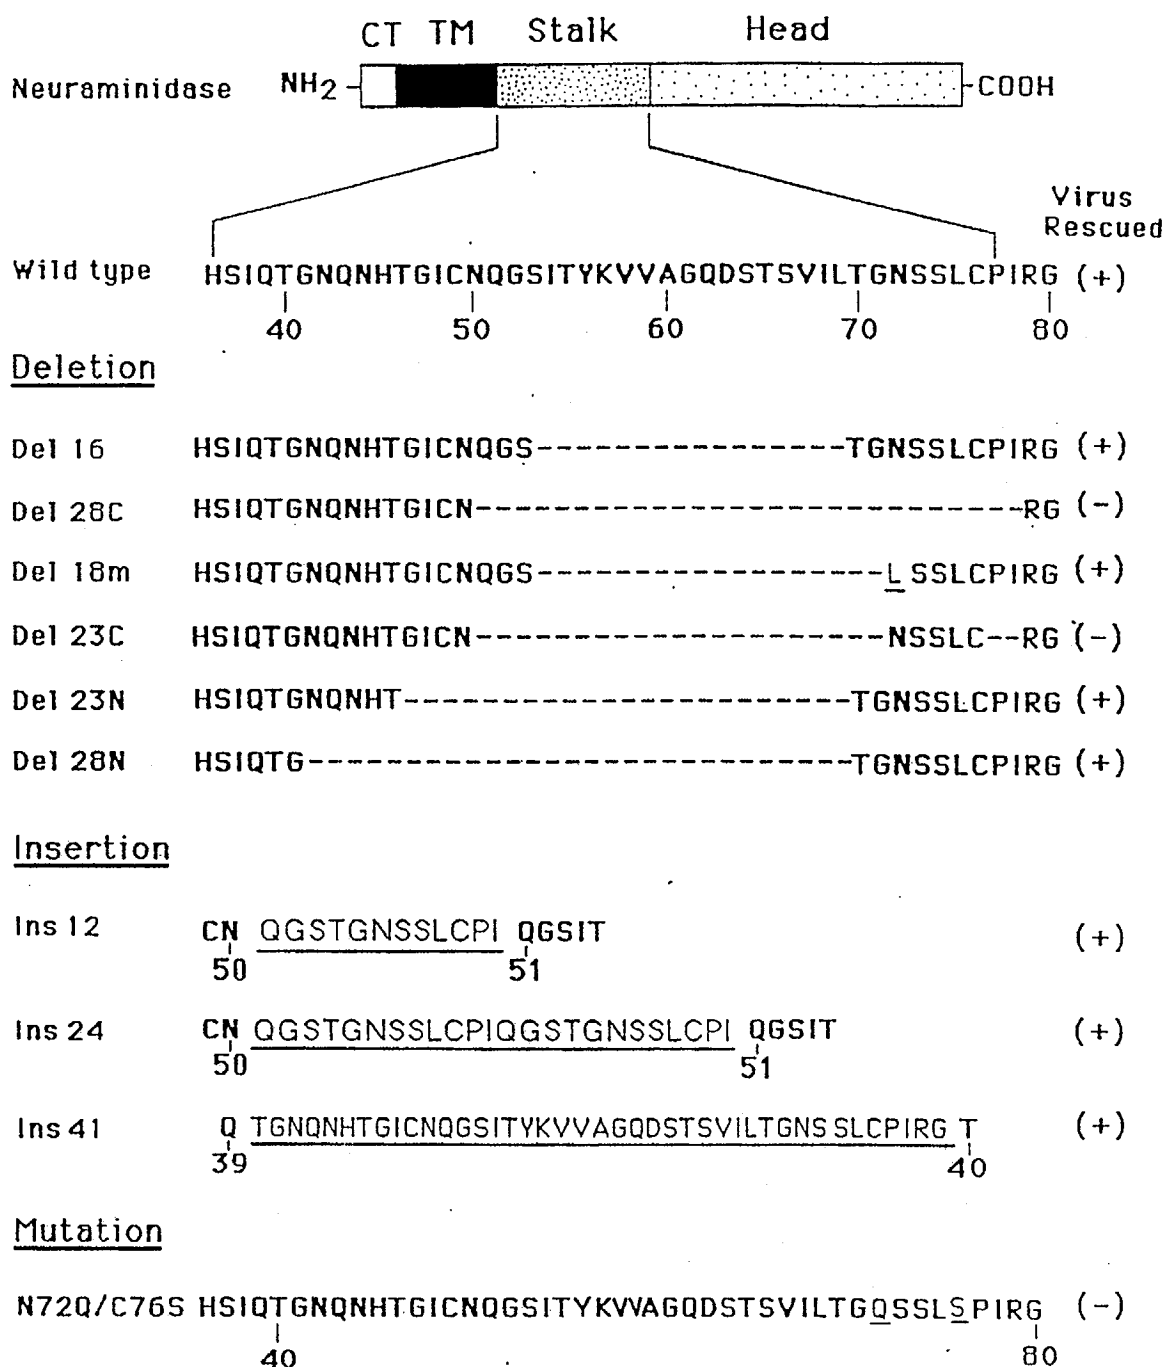 CT TM Stalk Head
Neuraminidase NH2 COOH
Virus
Rescued
Wild type HSIQTGNQNHTGICNQGSITYKVVAGQDSTSVILTGNSSLCPIRG (+)
40 50 60 70 80
Deletion
Del 16 HSIQTGNQNHTGICNQGS----------------TGNSSLCPIRG (+)
Del 28C HSIQTGNQNHTGICN-----------------------------RG (-)
Del 18m HSIQTGNQNHTGICNQGS------------------L SSLCPIRG (+)
Del 23C HSIQTGNQNHTGICN---------------------NSSLC--RG (-)
Del 23N HSIQTGNQNHT-----------------------TGNSSLCPIRG (+)
Del 28N HSIQTG----------------------------TGNSSLCPIRG (+)
Insertion
Ins 12 CN QGSTGNSSLCPI QGSIT (+)
50 51
Ins 24 CN QGSTGNSSLCPIQGSTGNSSLCPI QGSIT (+)
50 51
Ins 41 Q TGNQNHTGICNQGSITYKVVAGQDSTSVILTGNSSLCPIRG T (+)
39 40
Mutation
N72Q/C76S HSIQTGNQNHTGICNQGSITYKVVAGQDSTSVILTGQSSLSPIRG (-)
40 80